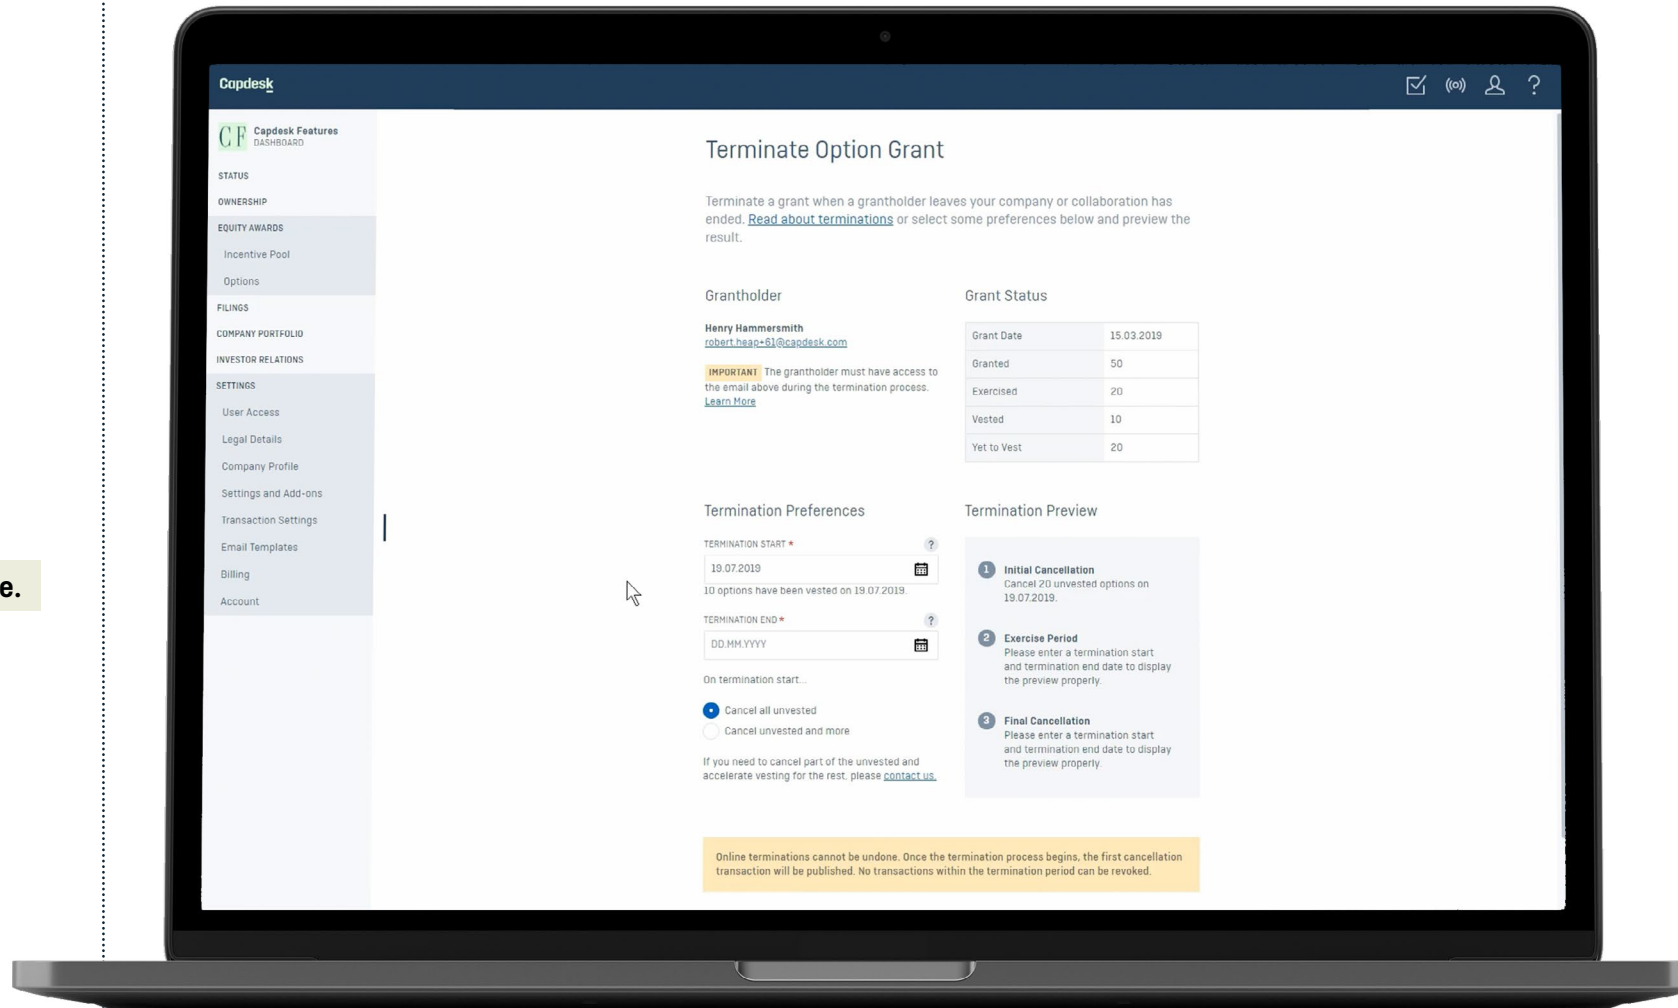 Capdesk
?
CF
Capdesk Features
DASHBOARD
STATUS
OWNERSHIP
EQUITY AWARDS
Incentive Pool
Options
FILINGS
COMPANY PORTFOLIO
INVESTOR RELATIONS
SETTINGS
User Access
Legal Details
Company Profile
Settings and Add-ons
Transaction Settings
Email Templates
Billing
Account
e.
Terminate Option Grant
Terminate a grant when a grantholder leaves your company or collaboration has
ended. Read about terminations or select some preferences below and preview the
result.
Grantholder
Henry Hammersmith
robert.heap+61@capdesk.com
IMPORTANT The grantholder must have access to
the email above during the termination process.
Learn More
Grant Status
Grant Date 15.03.2019
Granted 50
Exercised 20
Vested 10
Yet to Vest 20
Termination Preferences
TERMINATION START * ?
19.07.2019
10 options have been vested on 19.07.2019.
TERMINATION END * ?
DD.MM.YYYY
On termination start...
Cancel all unvested
Cancel unvested and more
If you need to cancel part of the unvested and
accelerate vesting for the rest, please contact us.
Termination Preview
1 Initial Cancellation
Cancel 20 unvested options on
19.07.2019.
2 Exercise Period
Please enter a termination start
and termination end date to display
the preview properly.
3 Final Cancellation
Please enter a termination start
and termination end date to display
the preview properly.
Online terminations cannot be undone. Once the termination process begins, the first cancellation
transaction will be published. No transactions within the termination period can be revoked.